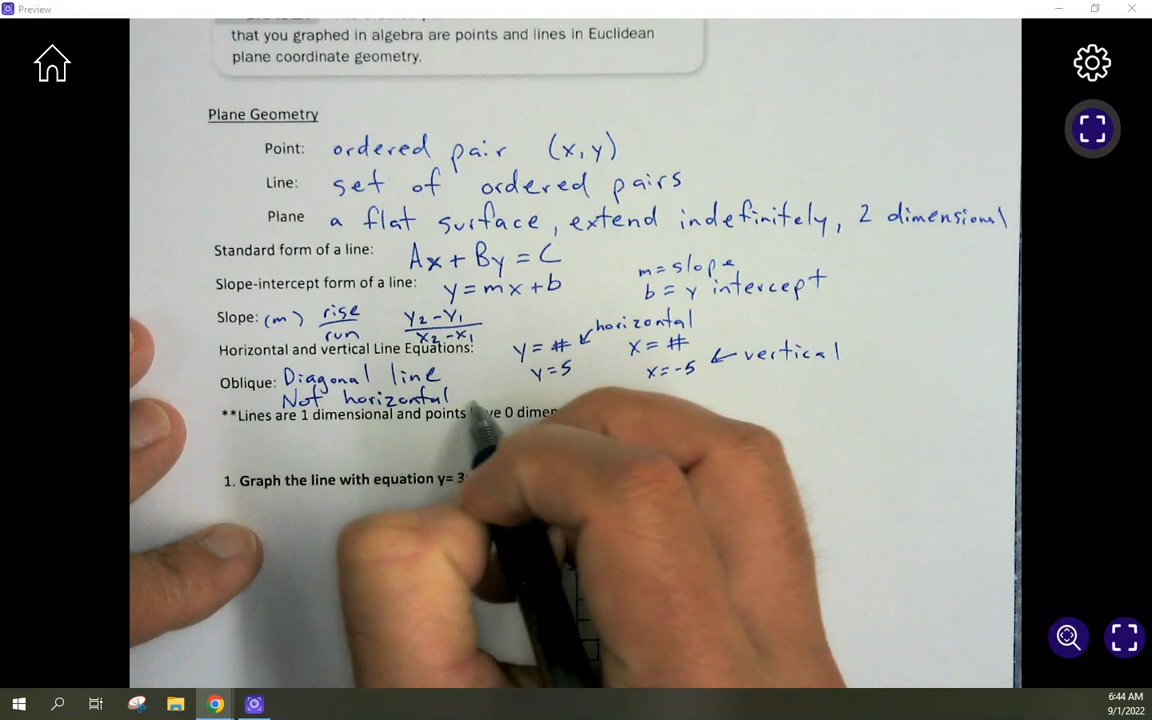 Preview
that you graphed in algebra are points and lines in Euclidean
plane coordinate geometry.
Plane Geometry
Point: ordered pair (x,y)
Line: set of ordered pairs
Plane a flat surface, extend indefinitely, 2 dimensional
Standard form of a line: Ax + By = C
m = slope
Slope-intercept form of a line: y = mx + b
b = y intercept
Slope: (m) rise/run y₂-y₁/x₂-x₁
horizontal
Horizontal and vertical Line Equations: y = # x = # vertical
y = 5 x = -5
Oblique: Diagonal line
Not horizontal
**Lines are 1 dimensional and points 0
1. Graph the line with equation y= 3
6:44 AM
9/1/2022